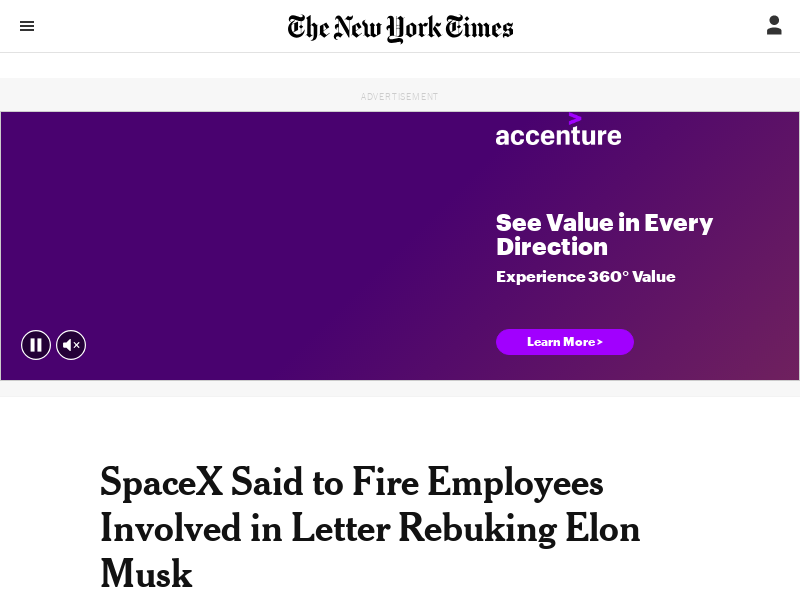 The New York Times
ADVERTISEMENT
>
accenture
See Value in Every
Direction
Experience 360° Value
Learn More >
SpaceX Said to Fire Employees
Involved in Letter Rebuking Elon
Musk